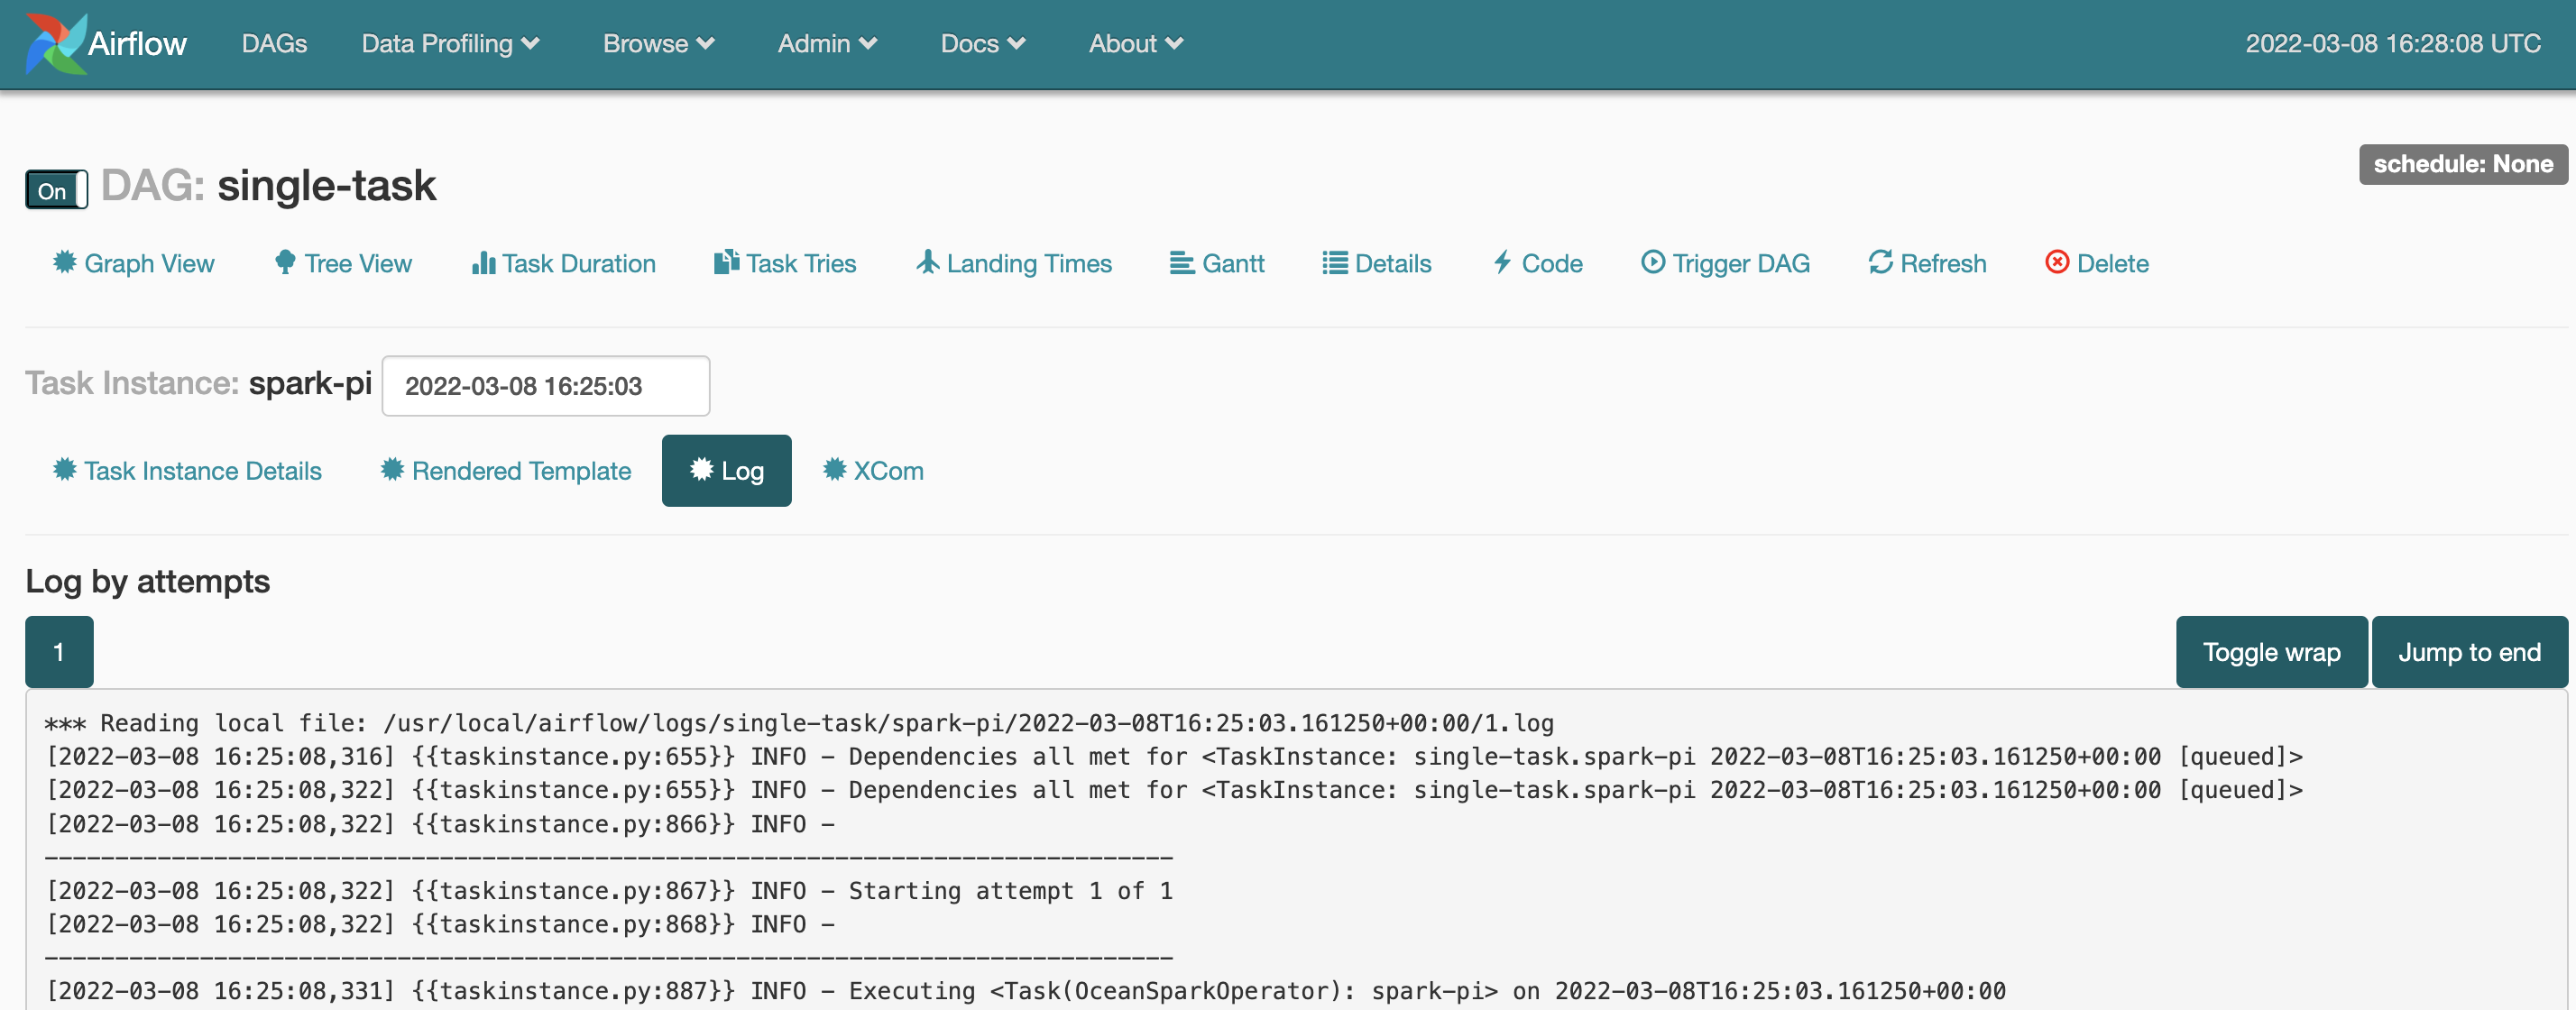 Airflow DAGs Data Profiling Browse Admin Docs About 2022-03-08 16:28:08 UTC
schedule: None
On DAG: single-task
Graph View Tree View Task Duration Task Tries Landing Times Gantt Details Code Trigger DAG Refresh Delete
Task Instance: spark-pi 2022-03-08 16:25:03
Task Instance Details Rendered Template Log XCom
Log by attempts
1 Toggle wrap Jump to end
*** Reading local file: /usr/local/airflow/logs/single-task/spark-pi/2022-03-08T16:25:03.161250+00:00/1.log
[2022-03-08 16:25:08,316] {{taskinstance.py:655}} INFO - Dependencies all met for <TaskInstance: single-task.spark-pi 2022-03-08T16:25:03.161250+00:00 [queued]>
[2022-03-08 16:25:08,322] {{taskinstance.py:655}} INFO - Dependencies all met for <TaskInstance: single-task.spark-pi 2022-03-08T16:25:03.161250+00:00 [queued]>
[2022-03-08 16:25:08,322] {{taskinstance.py:866}} INFO -
--------------------------------------------------------------------------------
[2022-03-08 16:25:08,322] {{taskinstance.py:867}} INFO - Starting attempt 1 of 1
[2022-03-08 16:25:08,322] {{taskinstance.py:868}} INFO -
--------------------------------------------------------------------------------
[2022-03-08 16:25:08,331] {{taskinstance.py:887}} INFO - Executing <Task(OceanSparkOperator): spark-pi> on 2022-03-08T16:25:03.161250+00:00